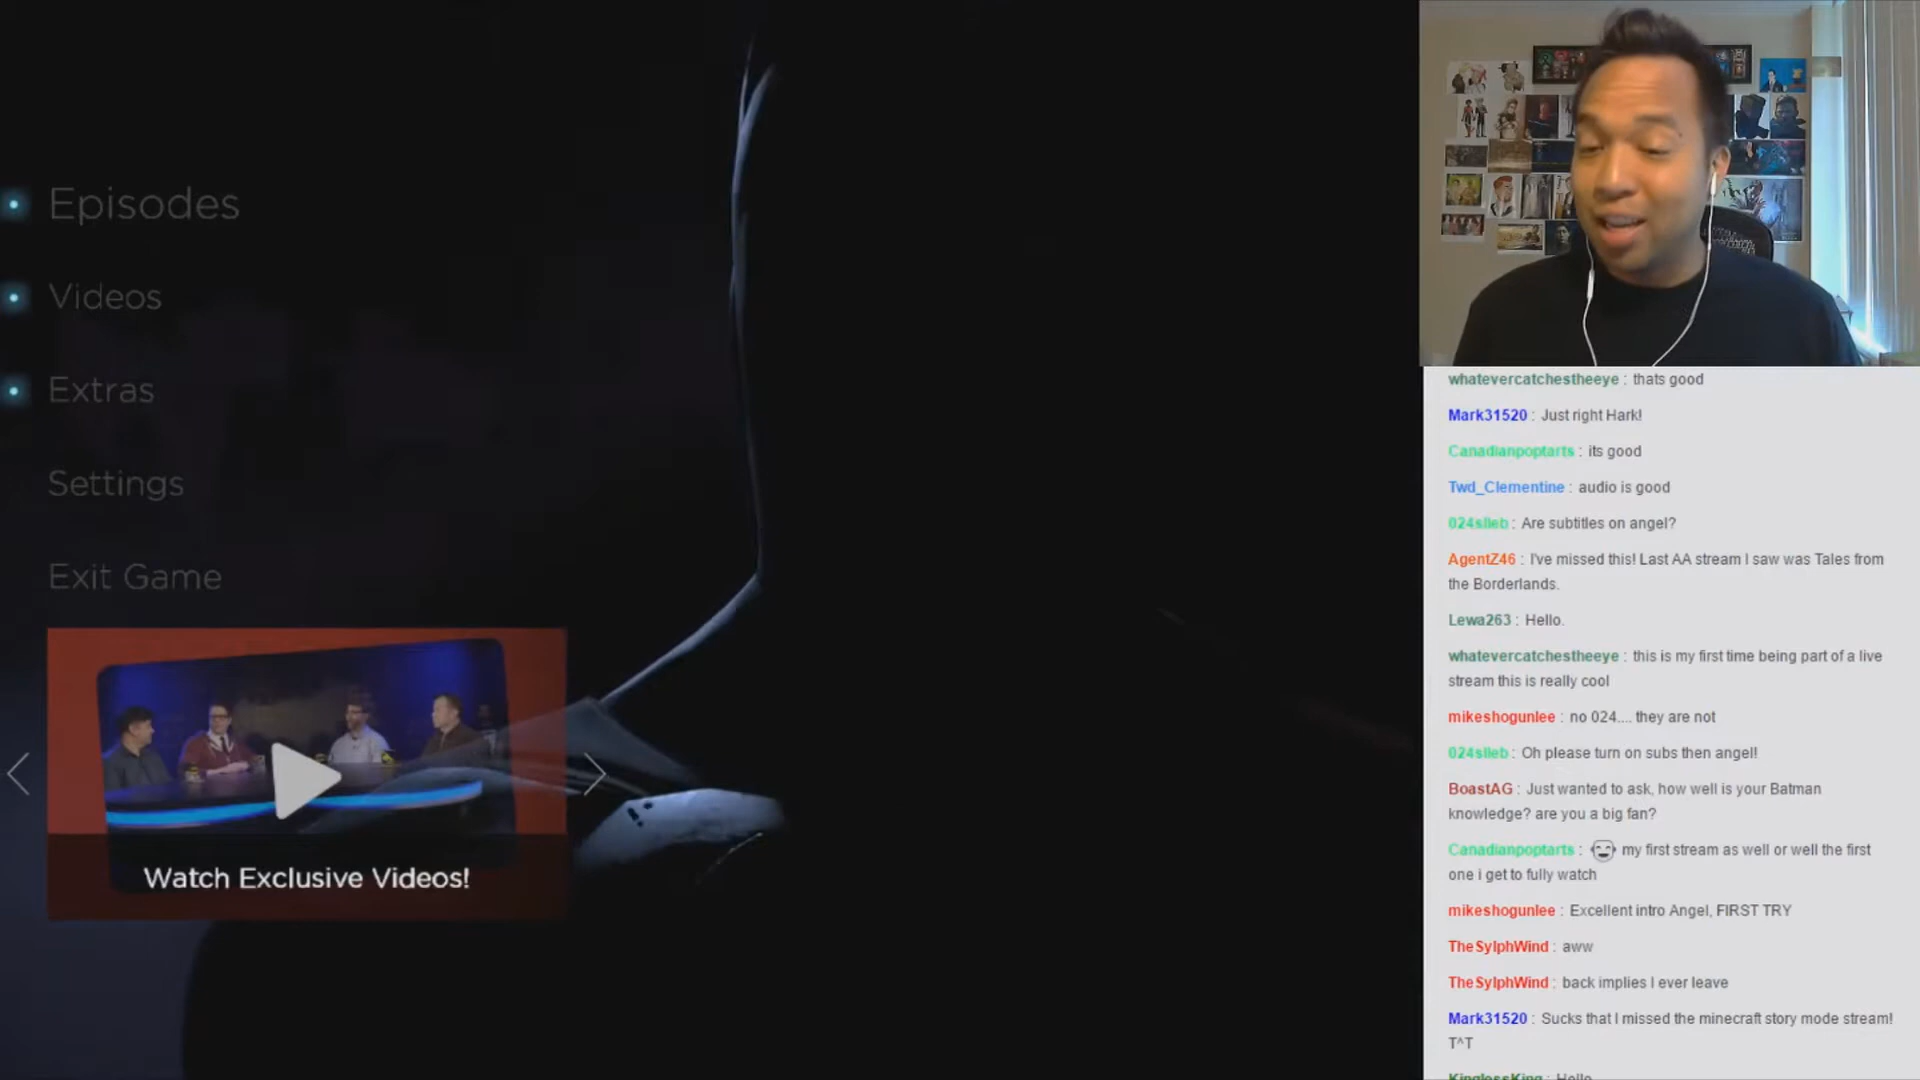 Episodes
Videos
Extras
Settings
Exit Game
Watch Exclusive Videos!
whatevercatchestheeye : thats good
Mark31520 : Just right Hark!
Canadianpoptarts : its good
Twd_Clementine : audio is good
024slleb : Are subtitles on angel?
AgentZ46 : I've missed this! Last AA stream I saw was Tales from
the Borderlands.
Lewa263 : Hello.
whatevercatchestheeye : this is my first time being part of a live
stream this is really cool
mikeshogunlee : no 024.... they are not
024slleb : Oh please turn on subs then angel!
BoastAG : Just wanted to ask, how well is your Batman
knowledge? are you a big fan?
Canadianpoptarts : my first stream as well or well the first
one i get to fully watch
mikeshogunlee : Excellent intro Angel, FIRST TRY
TheSylphWind : aww
TheSylphWind : back implies I ever leave
Mark31520 : Sucks that I missed the minecraft story mode stream!
T^T
KinglessKing : Hello